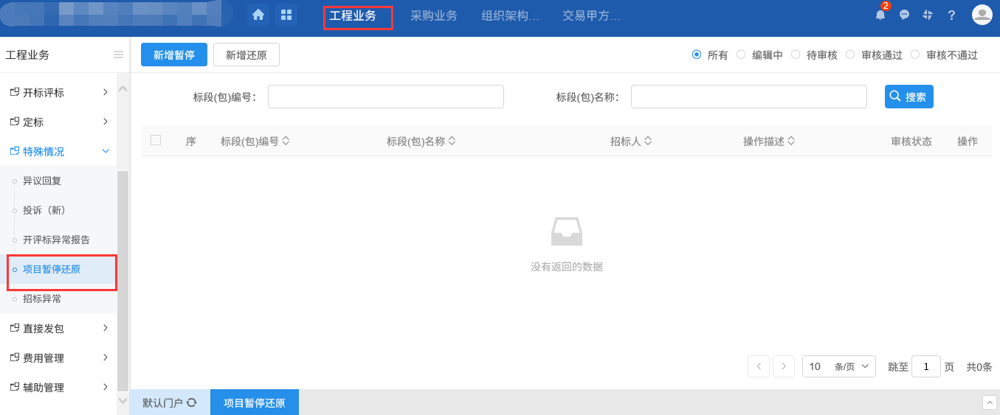 工程业务 采购业务 组织架构… 交易甲方… 2 ?
工程业务
新增暂停 新增还原 所有 编辑中 待审核 审核通过 审核不通过
开标评标
定标
特殊情况
异议回复
投诉（新）
开评标异常报告
项目暂停还原
招标异常
直接发包
费用管理
辅助管理
标段(包)编号： 标段(包)名称： 搜索
序 标段(包)编号 标段(包)名称 招标人 操作描述 审核状态 操作
没有返回的数据
10 条/页 跳至 1 页 共0条
默认门户 项目暂停还原